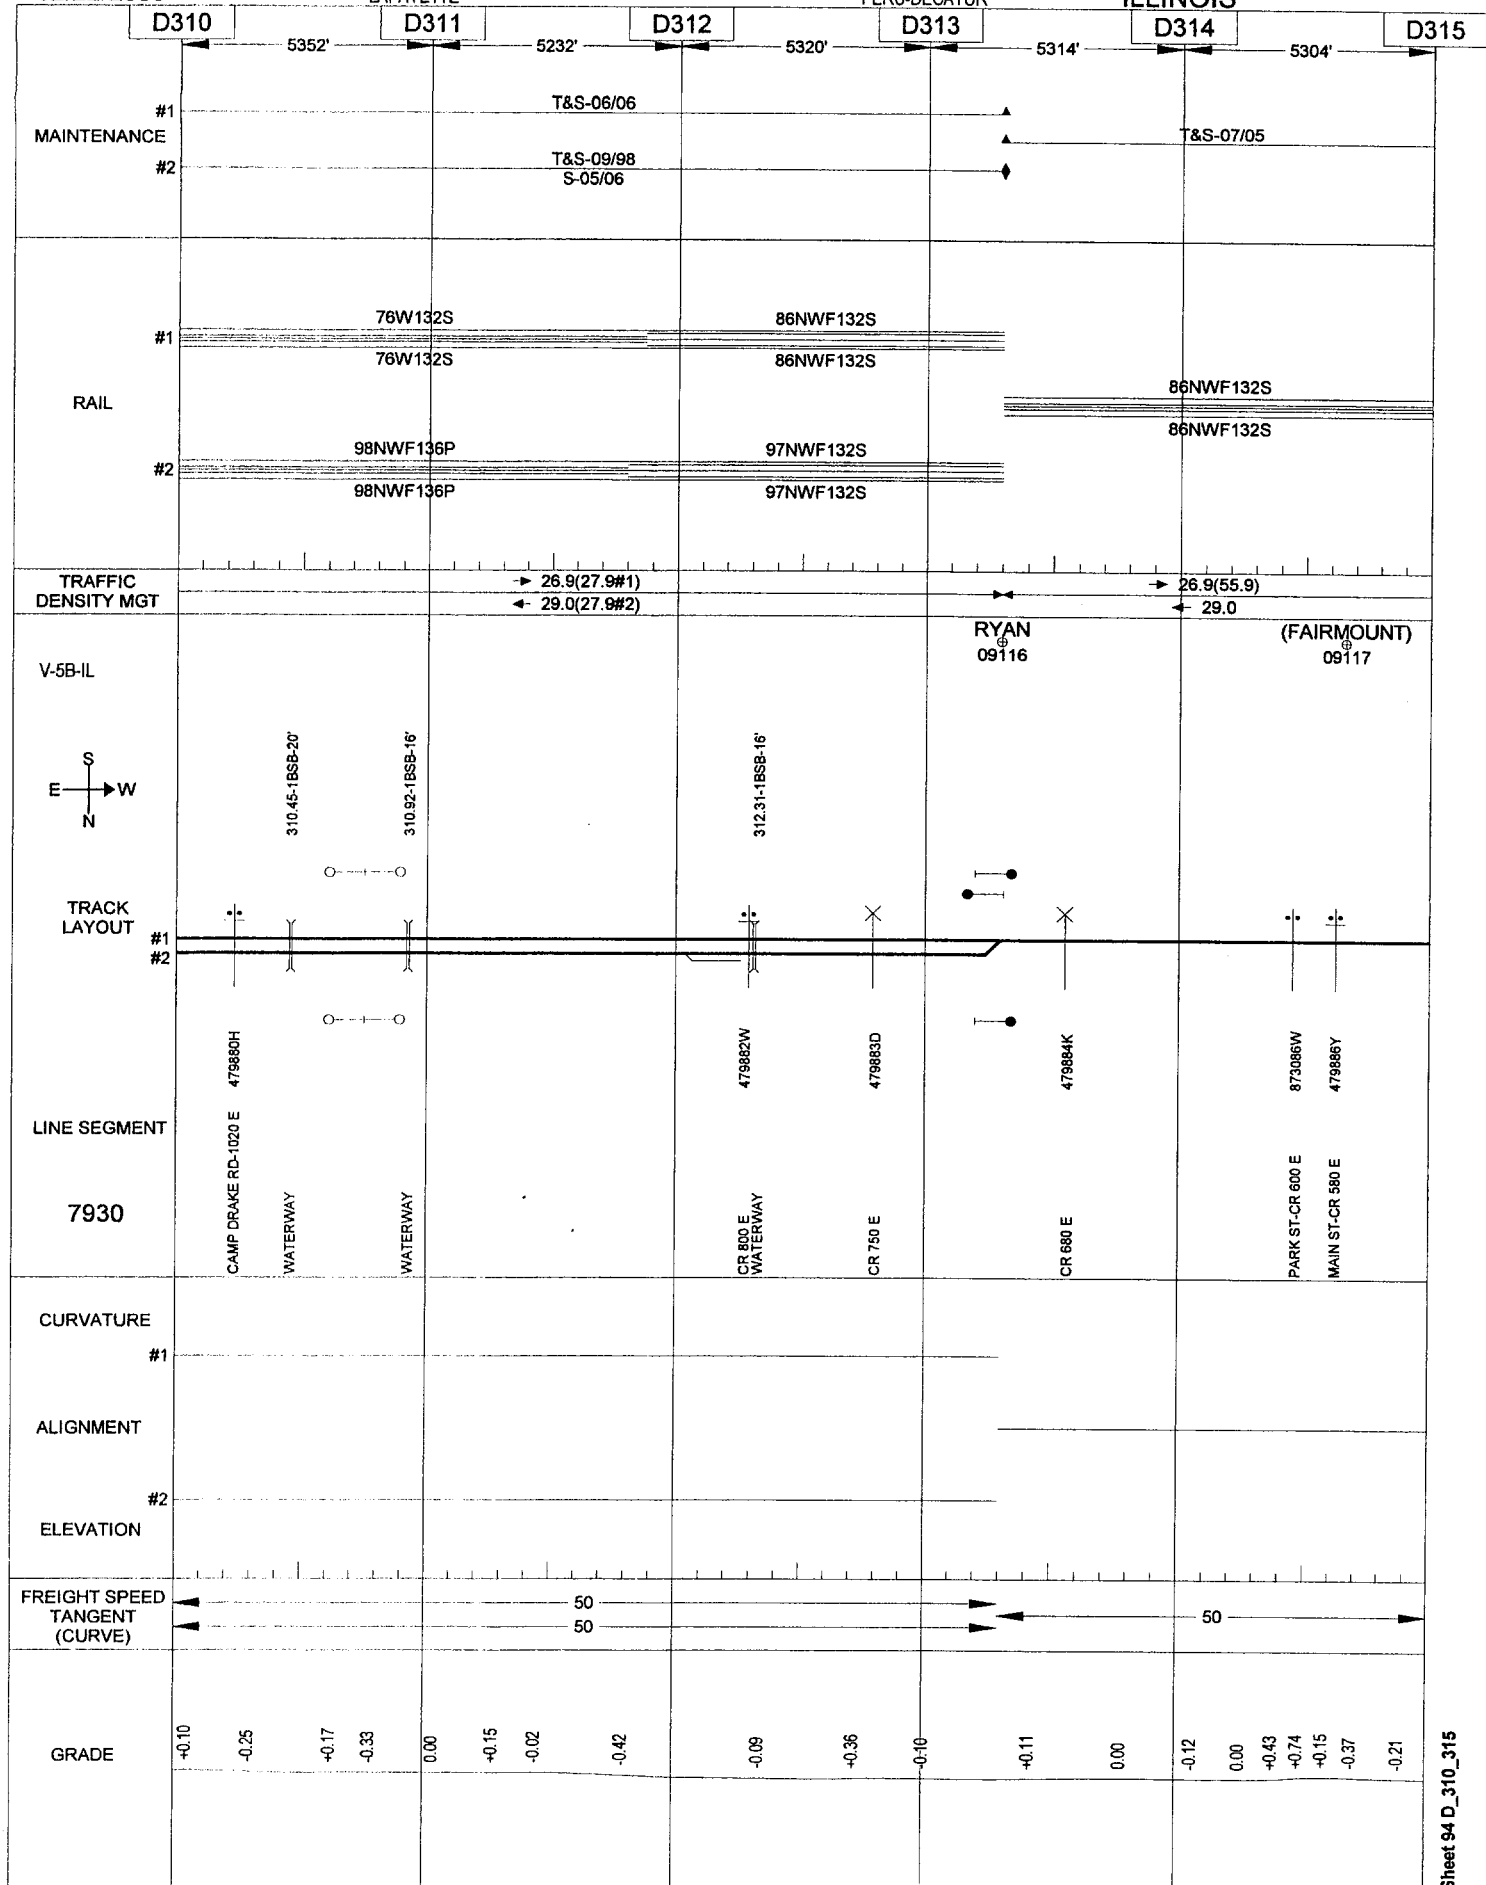 LAFAYETTE
PERU-DECATUR
ILLINOIS
D310
D311
D312
D313
D314
D315
5352'
5232'
5320'
5314'
5304'
MAINTENANCE
#1
T&S-06/06
T&S-07/05
#2
T&S-09/98
S-05/06
RAIL
#1
76W132S
86NWF132S
76W132S
86NWF132S
86NWF132S
86NWF132S
#2
98NWF136P
97NWF132S
98NWF136P
97NWF132S
TRAFFIC
DENSITY MGT
26.9(27.9#1)
29.0(27.9#2)
26.9(55.9)
29.0
V-5B-IL
RYAN
09116
(FAIRMOUNT)
09117
S
E
W
N
310.45-1BSB-20'
310.92-1BSB-16'
312.31-1BSB-16'
TRACK
LAYOUT
#1
#2
479880H
479882W
479883D
479884K
873086W
479886Y
LINE SEGMENT
7930
CAMP DRAKE RD-1020 E
WATERWAY
WATERWAY
CR 800 E
WATERWAY
CR 750 E
CR 680 E
PARK ST-CR 600 E
MAIN ST-CR 580 E
CURVATURE
#1
ALIGNMENT
#2
ELEVATION
FREIGHT SPEED
TANGENT
(CURVE)
50
50
50
GRADE
+0.10
-0.25
+0.17
-0.33
0.00
+0.15
-0.02
-0.42
-0.09
+0.36
-0.10
+0.11
0.00
-0.12
0.00
+0.43
+0.74
+0.15
-0.37
-0.21
Sheet 94 D_310_315